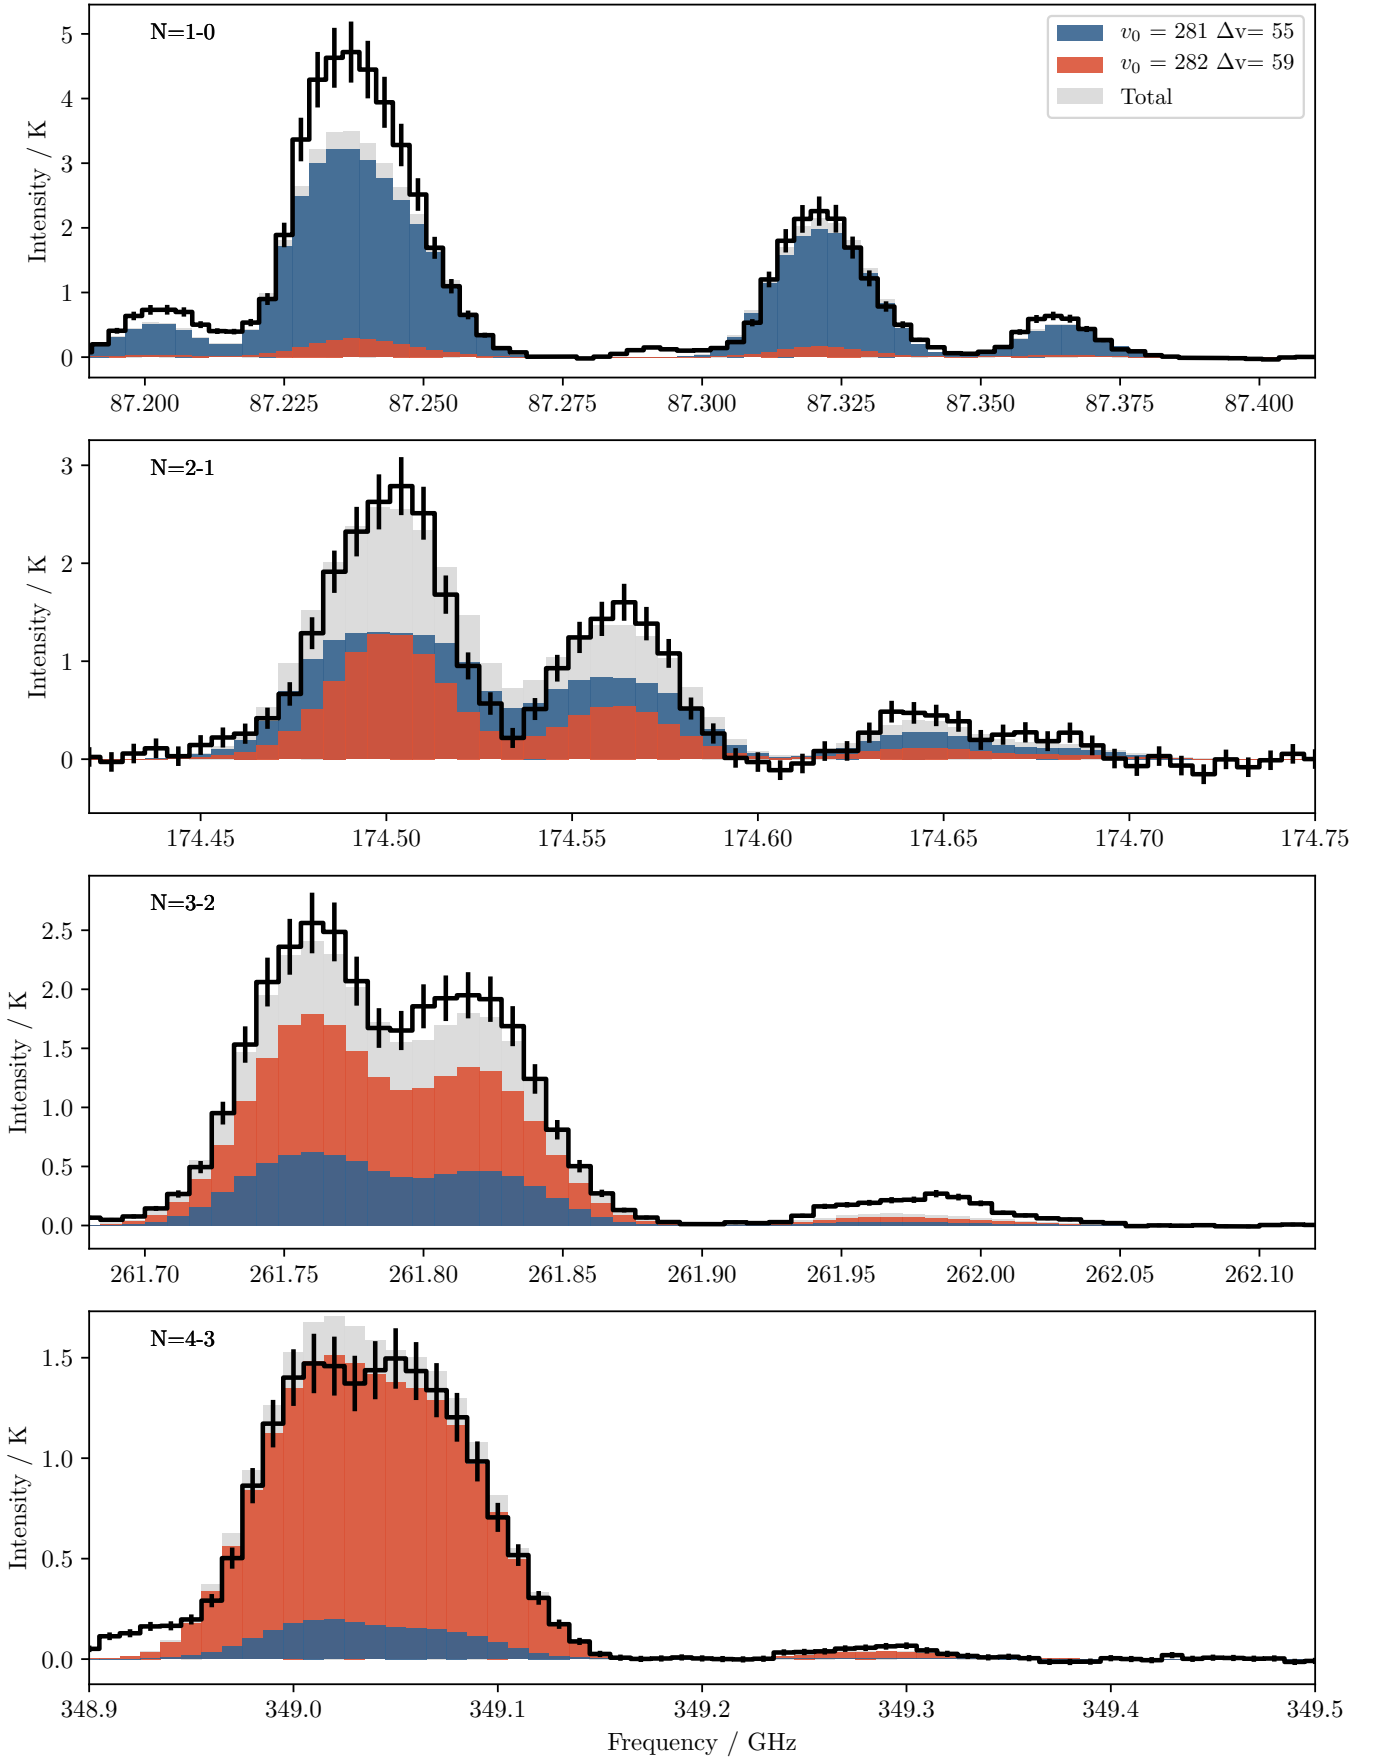 N=1-0
v₀ = 281 Δv= 55
v₀ = 282 Δv= 59
Total
Intensity / K
5
4
3
2
1
0
87.200 87.225 87.250 87.275 87.300 87.325 87.350 87.375 87.400
N=2-1
Intensity / K
3
2
1
0
174.45 174.50 174.55 174.60 174.65 174.70 174.75
N=3-2
Intensity / K
2.5
2.0
1.5
1.0
0.5
0.0
261.70 261.75 261.80 261.85 261.90 261.95 262.00 262.05 262.10
N=4-3
Intensity / K
1.5
1.0
0.5
0.0
348.9 349.0 349.1 349.2 349.3 349.4 349.5
Frequency / GHz